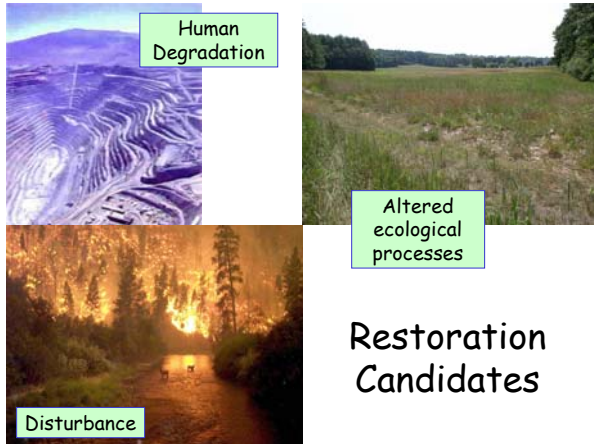 Human
Degradation
Altered
ecological
processes
Restoration
Candidates
Disturbance